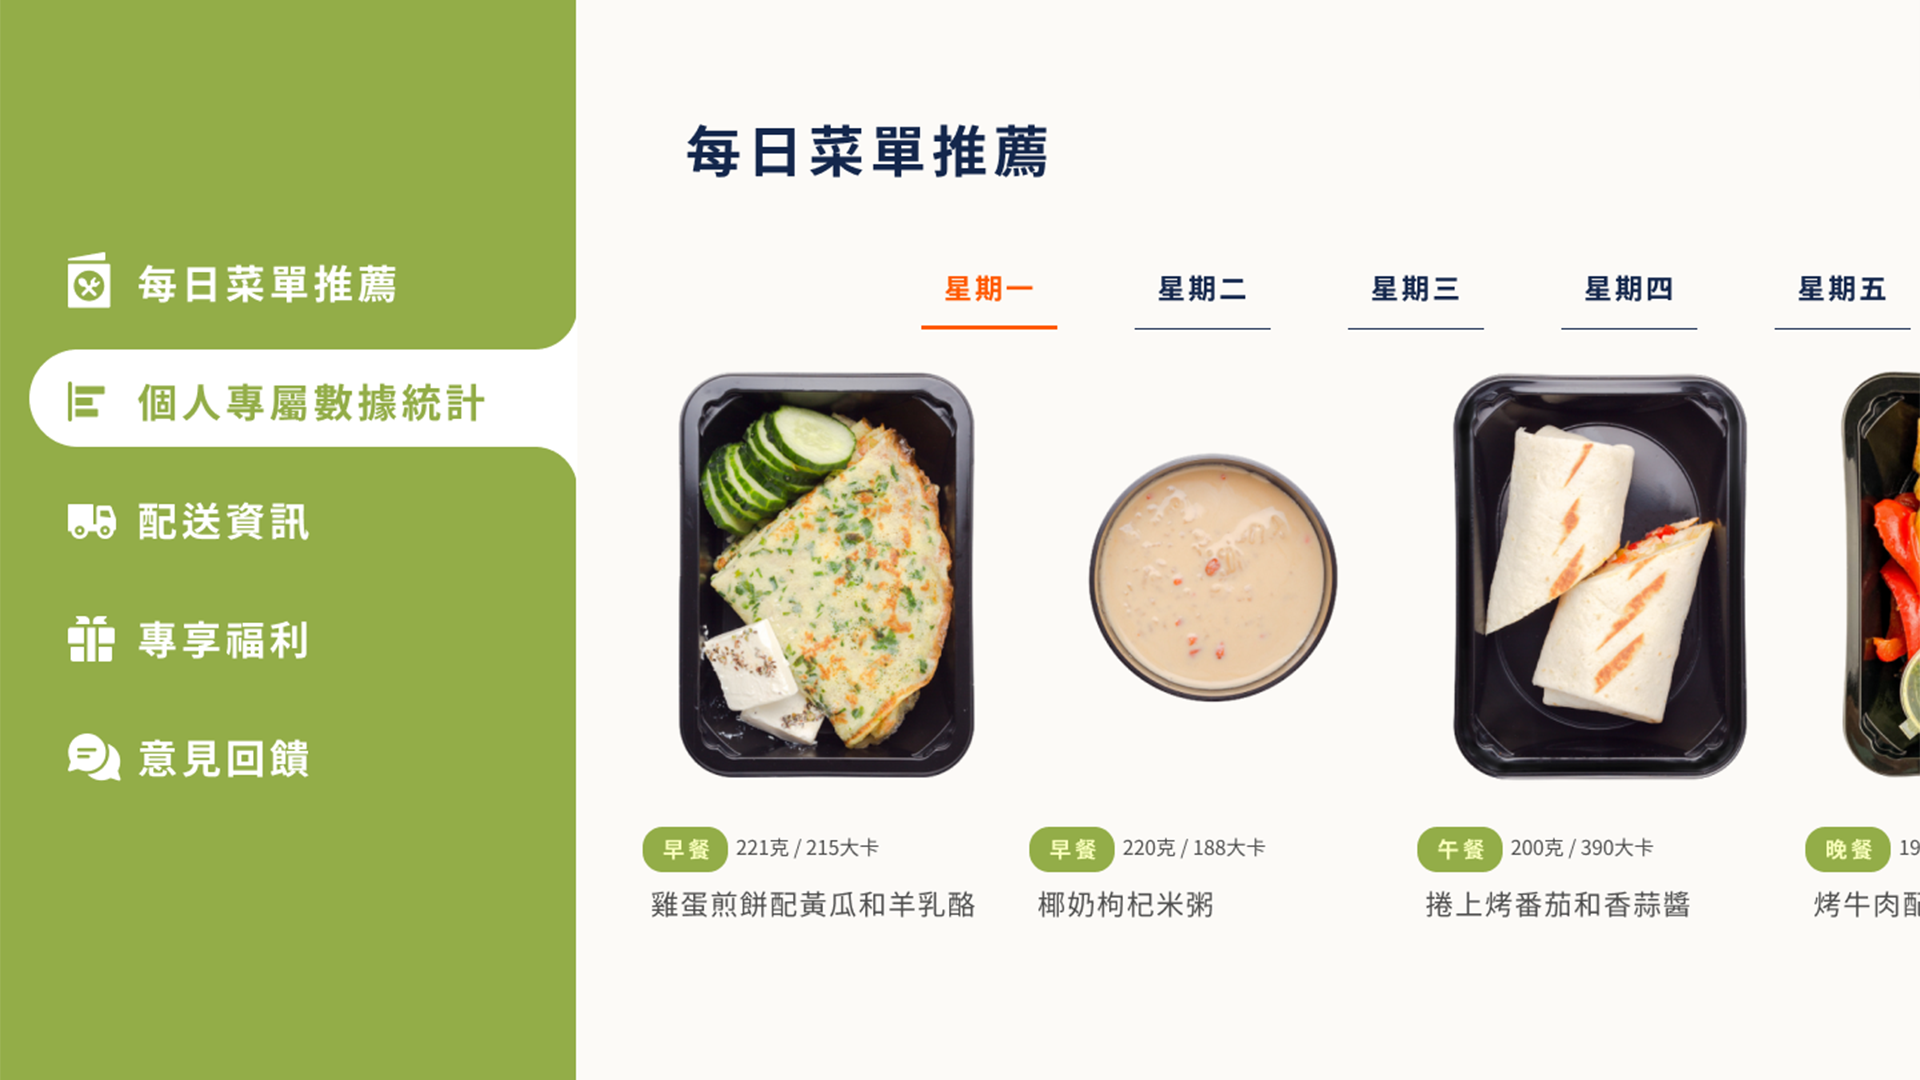 每日菜單推薦
個人專屬數據統計
配送資訊
專享福利
意見回饋
每日菜單推薦
星期一 星期二 星期三 星期四 星期五
早餐 221克 / 215大卡
雞蛋煎餅配黃瓜和羊乳酪
早餐 220克 / 188大卡
椰奶枸杞米粥
午餐 200克 / 390大卡
捲上烤番茄和香蒜醬
晚餐 19
烤牛肉配